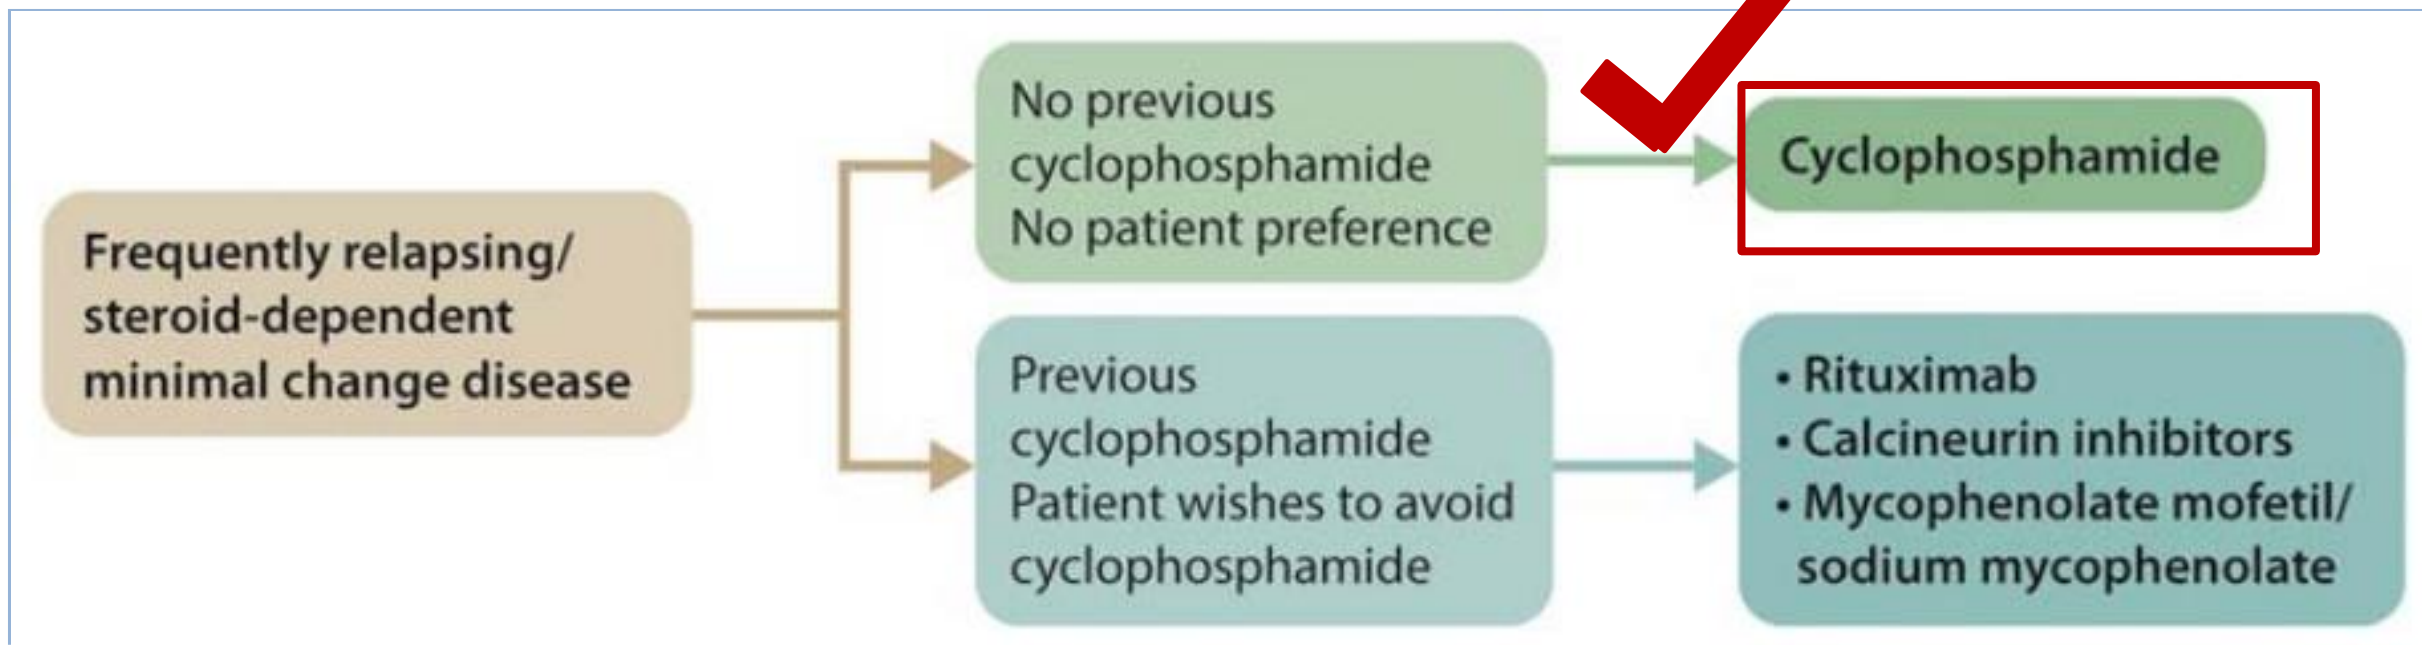 Frequently relapsing/
steroid-dependent
minimal change disease
No previous
cyclophosphamide
No patient preference
Cyclophosphamide
Previous
cyclophosphamide
Patient wishes to avoid
cyclophosphamide
• Rituximab
• Calcineurin inhibitors
• Mycophenolate mofetil/
sodium mycophenolate